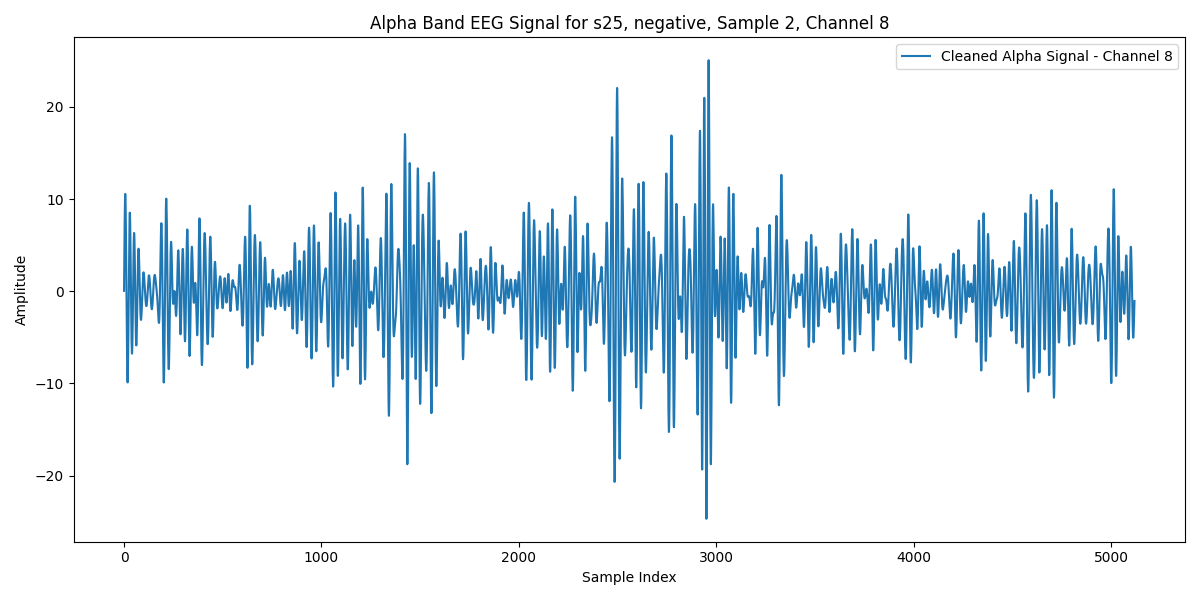 Alpha Band EEG Signal for s25, negative, Sample 2, Channel 8
Cleaned Alpha Signal - Channel 8
Amplitude
20
10
0
−10
−20
0 1000 2000 3000 4000 5000
Sample Index